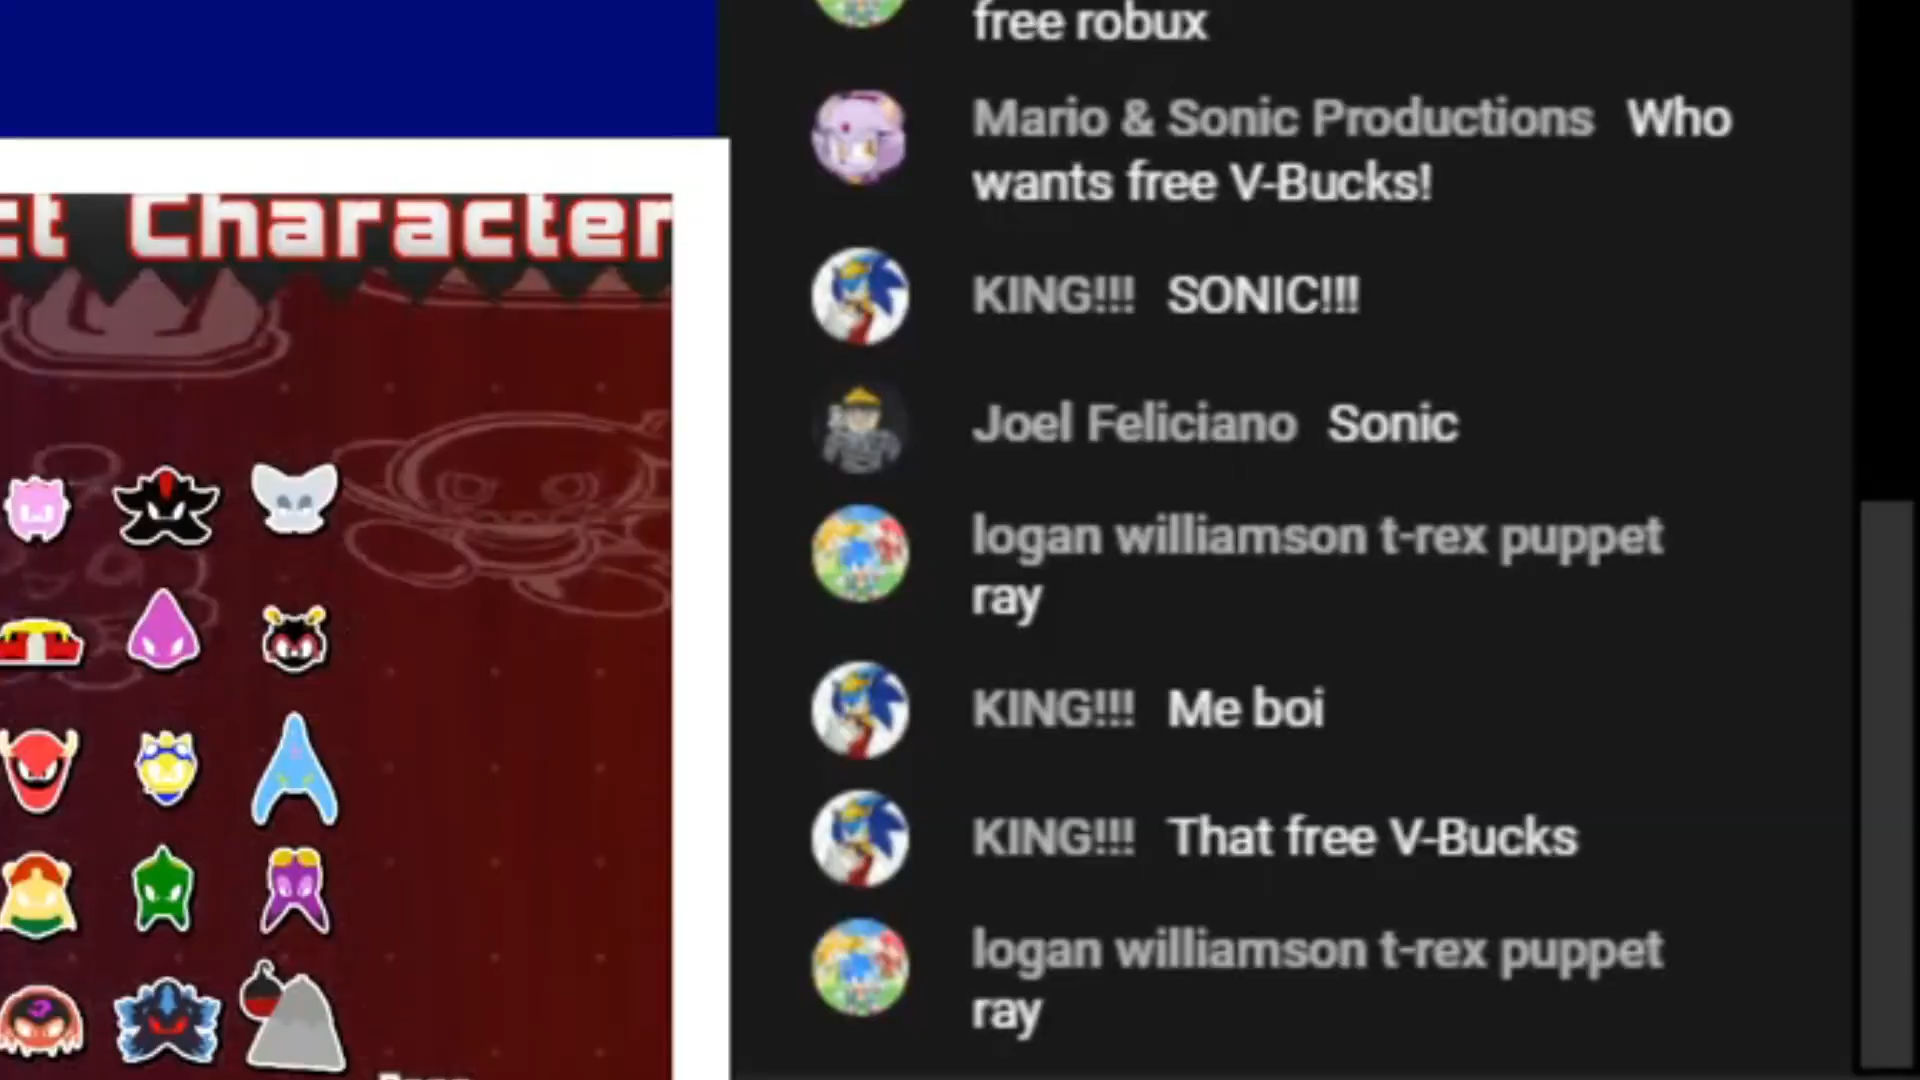 ct Character
free robux
Mario & Sonic Productions Who
wants free V-Bucks!
KING!!! SONIC!!!
Joel Feliciano Sonic
logan williamson t-rex puppet
ray
KING!!! Me boi
KING!!! That free V-Bucks
logan williamson t-rex puppet
ray